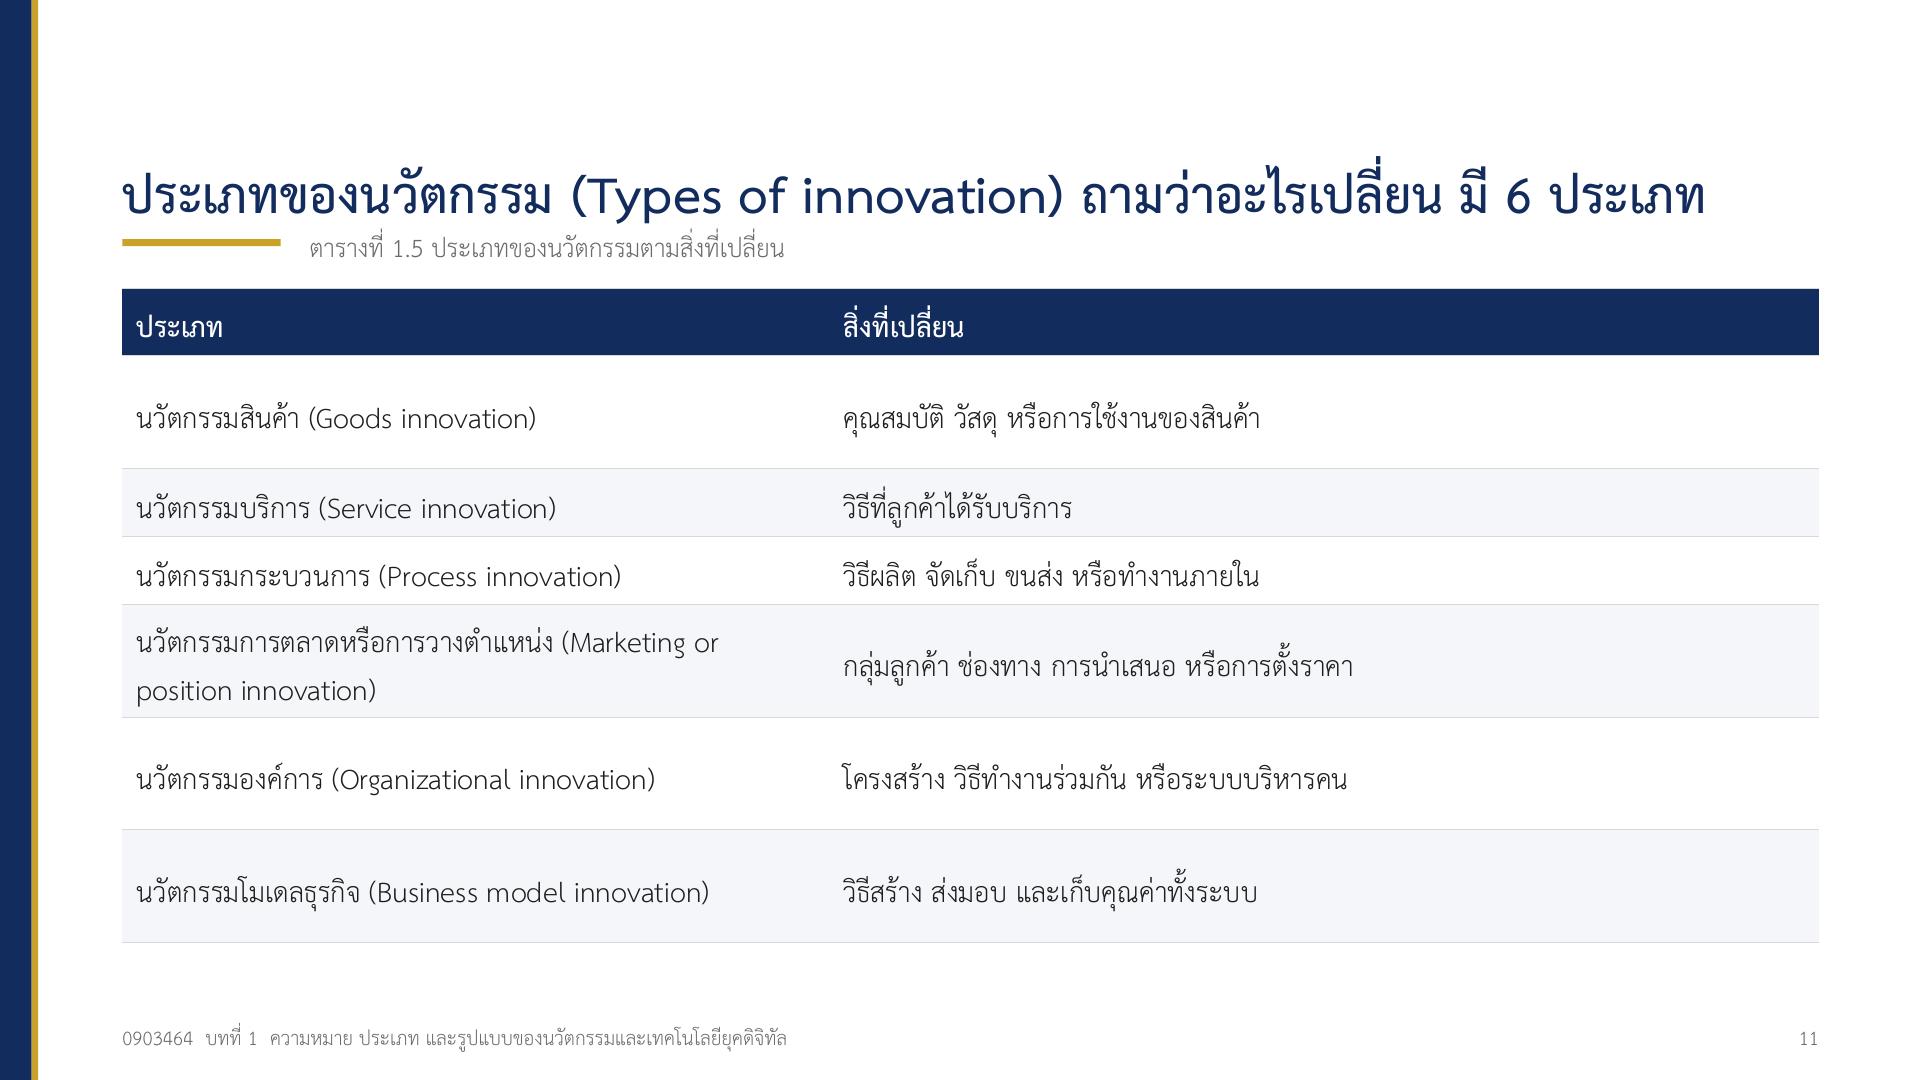 ประเภทของนวัตกรรม (Types of innovation) ถามว่าอะไรเปลี่ยน มี 6 ประเภท
ตารางที่ 1.5 ประเภทของนวัตกรรมตามสิ่งที่เปลี่ยน
ประเภท สิ่งที่เปลี่ยน
นวัตกรรมสินค้า (Goods innovation) คุณสมบัติ วัสดุ หรือการใช้งานของสินค้า
นวัตกรรมบริการ (Service innovation) วิธีที่ลูกค้าได้รับบริการ
นวัตกรรมกระบวนการ (Process innovation) วิธีผลิต จัดเก็บ ขนส่ง หรือทำงานภายใน
นวัตกรรมการตลาดหรือการวางตำแหน่ง (Marketing or
position innovation)
กลุ่มลูกค้า ช่องทาง การนำเสนอ หรือการตั้งราคา
นวัตกรรมองค์การ (Organizational innovation) โครงสร้าง วิธีทำงานร่วมกัน หรือระบบบริหารคน
นวัตกรรมโมเดลธุรกิจ (Business model innovation) วิธีสร้าง ส่งมอบ และเก็บคุณค่าทั้งระบบ
0903464 บทที่ 1 ความหมาย ประเภท และรูปแบบของนวัตกรรมและเทคโนโลยียุคดิจิทัล 11